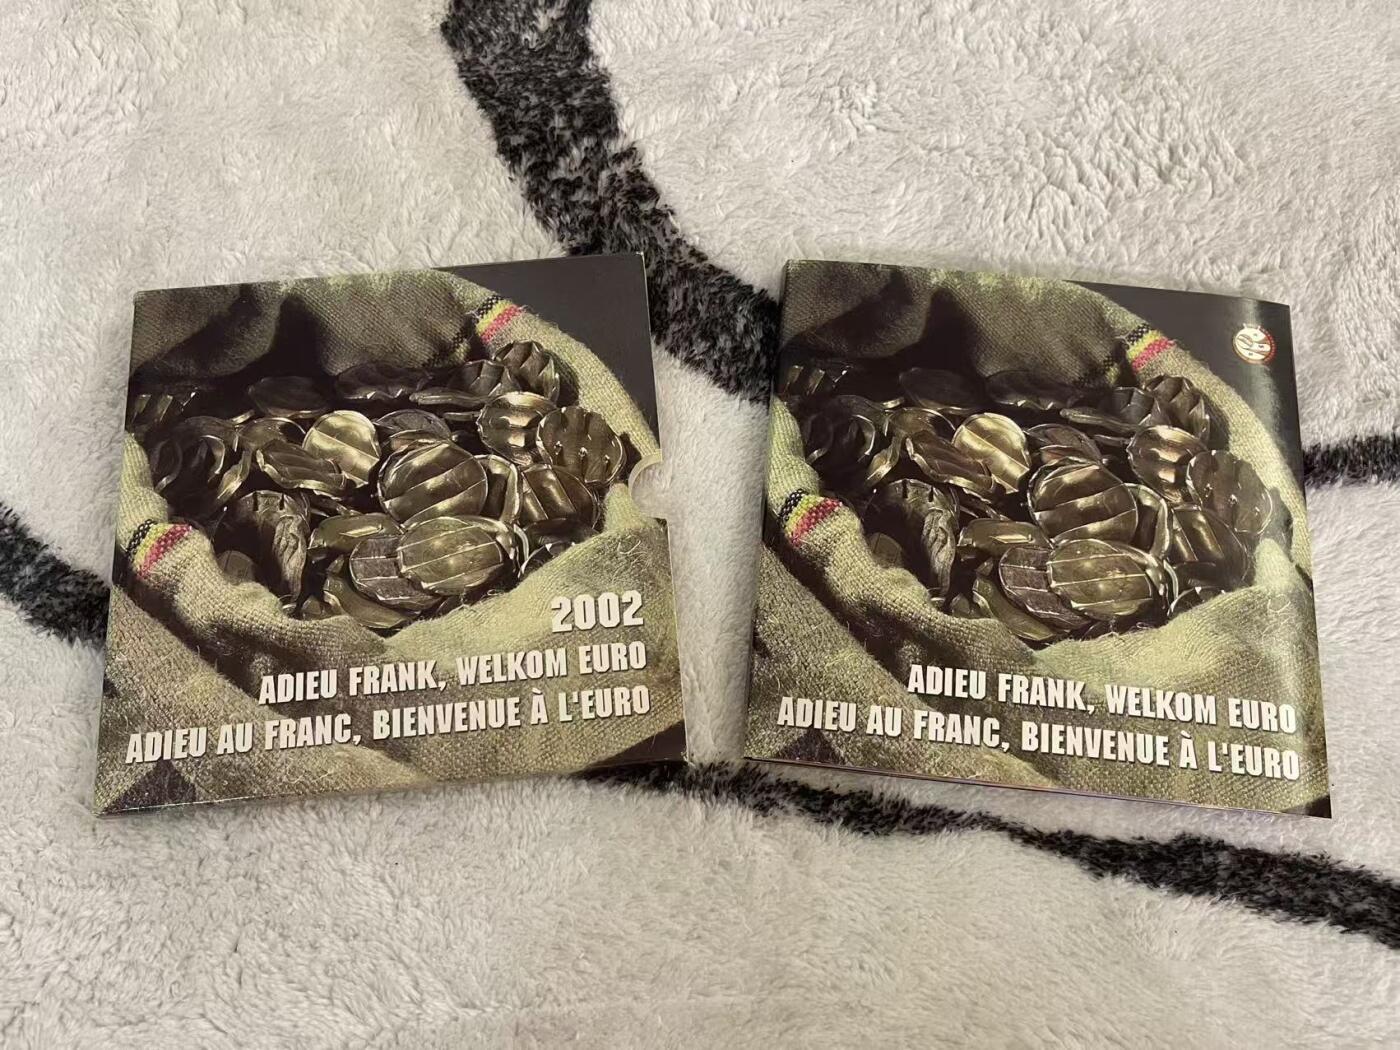 2002
ADIEU FRANK, WELKOM EURO
ADIEU AU FRANC, BIENVENUE À L'EURO
ADIEU FRANK, WELKOM EURO
ADIEU AU FRANC, BIENVENUE À L'EURO